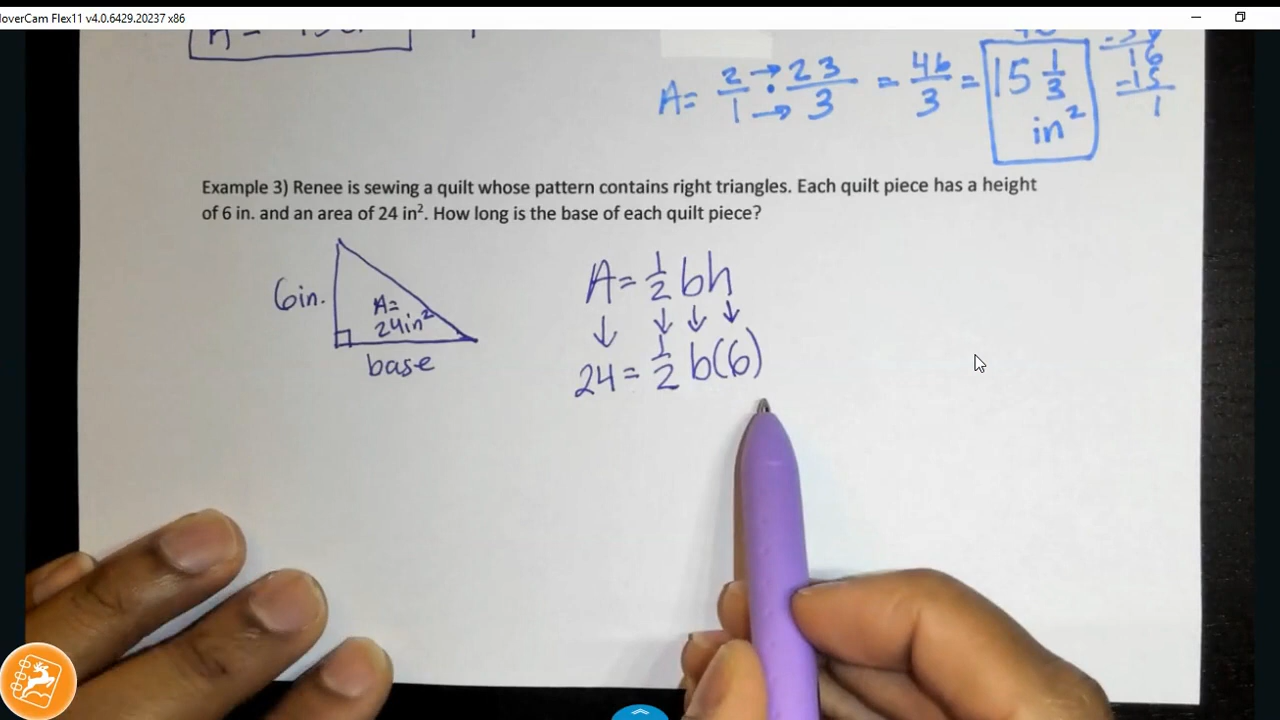 loverCam Flex11 v4.0.6429.20237 x86
A = 2/1 · 23/3 = 46/3 = 15 1/3 in²
16
-15
1
Example 3) Renee is sewing a quilt whose pattern contains right triangles. Each quilt piece has a height
of 6 in. and an area of 24 in². How long is the base of each quilt piece?
6in.
A=
24in²
base
A = 1/2 bh
24 = 1/2 b(6)